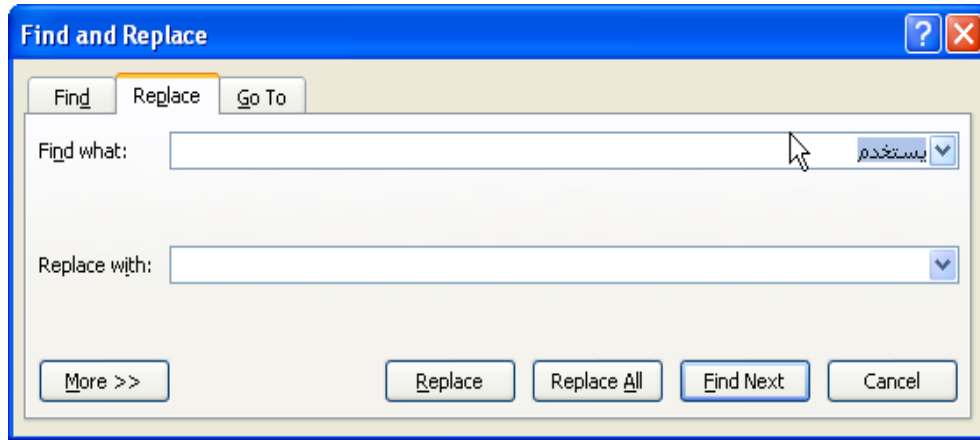 Find and Replace
Find Replace Go To
Find what: يستخدم
Replace with:
More >> Replace Replace All Find Next Cancel